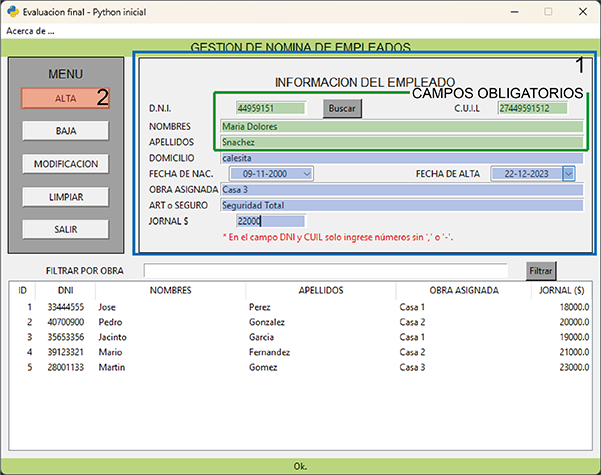 Evaluacion final - Python inicial
Acerca de ...
GESTION DE NOMINA DE EMPLEADOS
MENU
ALTA 2
BAJA
MODIFICACION
LIMPIAR
SALIR
1
INFORMACION DEL EMPLEADO
CAMPOS OBLIGATORIOS
D.N.I. 44959151 Buscar C.U.I.L 27449591512
NOMBRES Maria Dolores
APELLIDOS Snachez
DOMICILIO calesita
FECHA DE NAC. 09-11-2000 FECHA DE ALTA 22-12-2023
OBRA ASIGNADA Casa 3
ART o SEGURO Seguridad Total
JORNAL $ 22000
* En el campo DNI y CUIL solo ingrese números sin ',' o '-'.
FILTRAR POR OBRA Filtrar
ID DNI NOMBRES APELLIDOS OBRA ASIGNADA JORNAL ($)
1 33444555 Jose Perez Casa 1 18000.0
2 40700900 Pedro Gonzalez Casa 2 20000.0
3 35653356 Jacinto Garcia Casa 1 19000.0
4 39123321 Mario Fernandez Casa 2 21000.0
5 28001133 Martin Gomez Casa 3 23000.0
Ok.